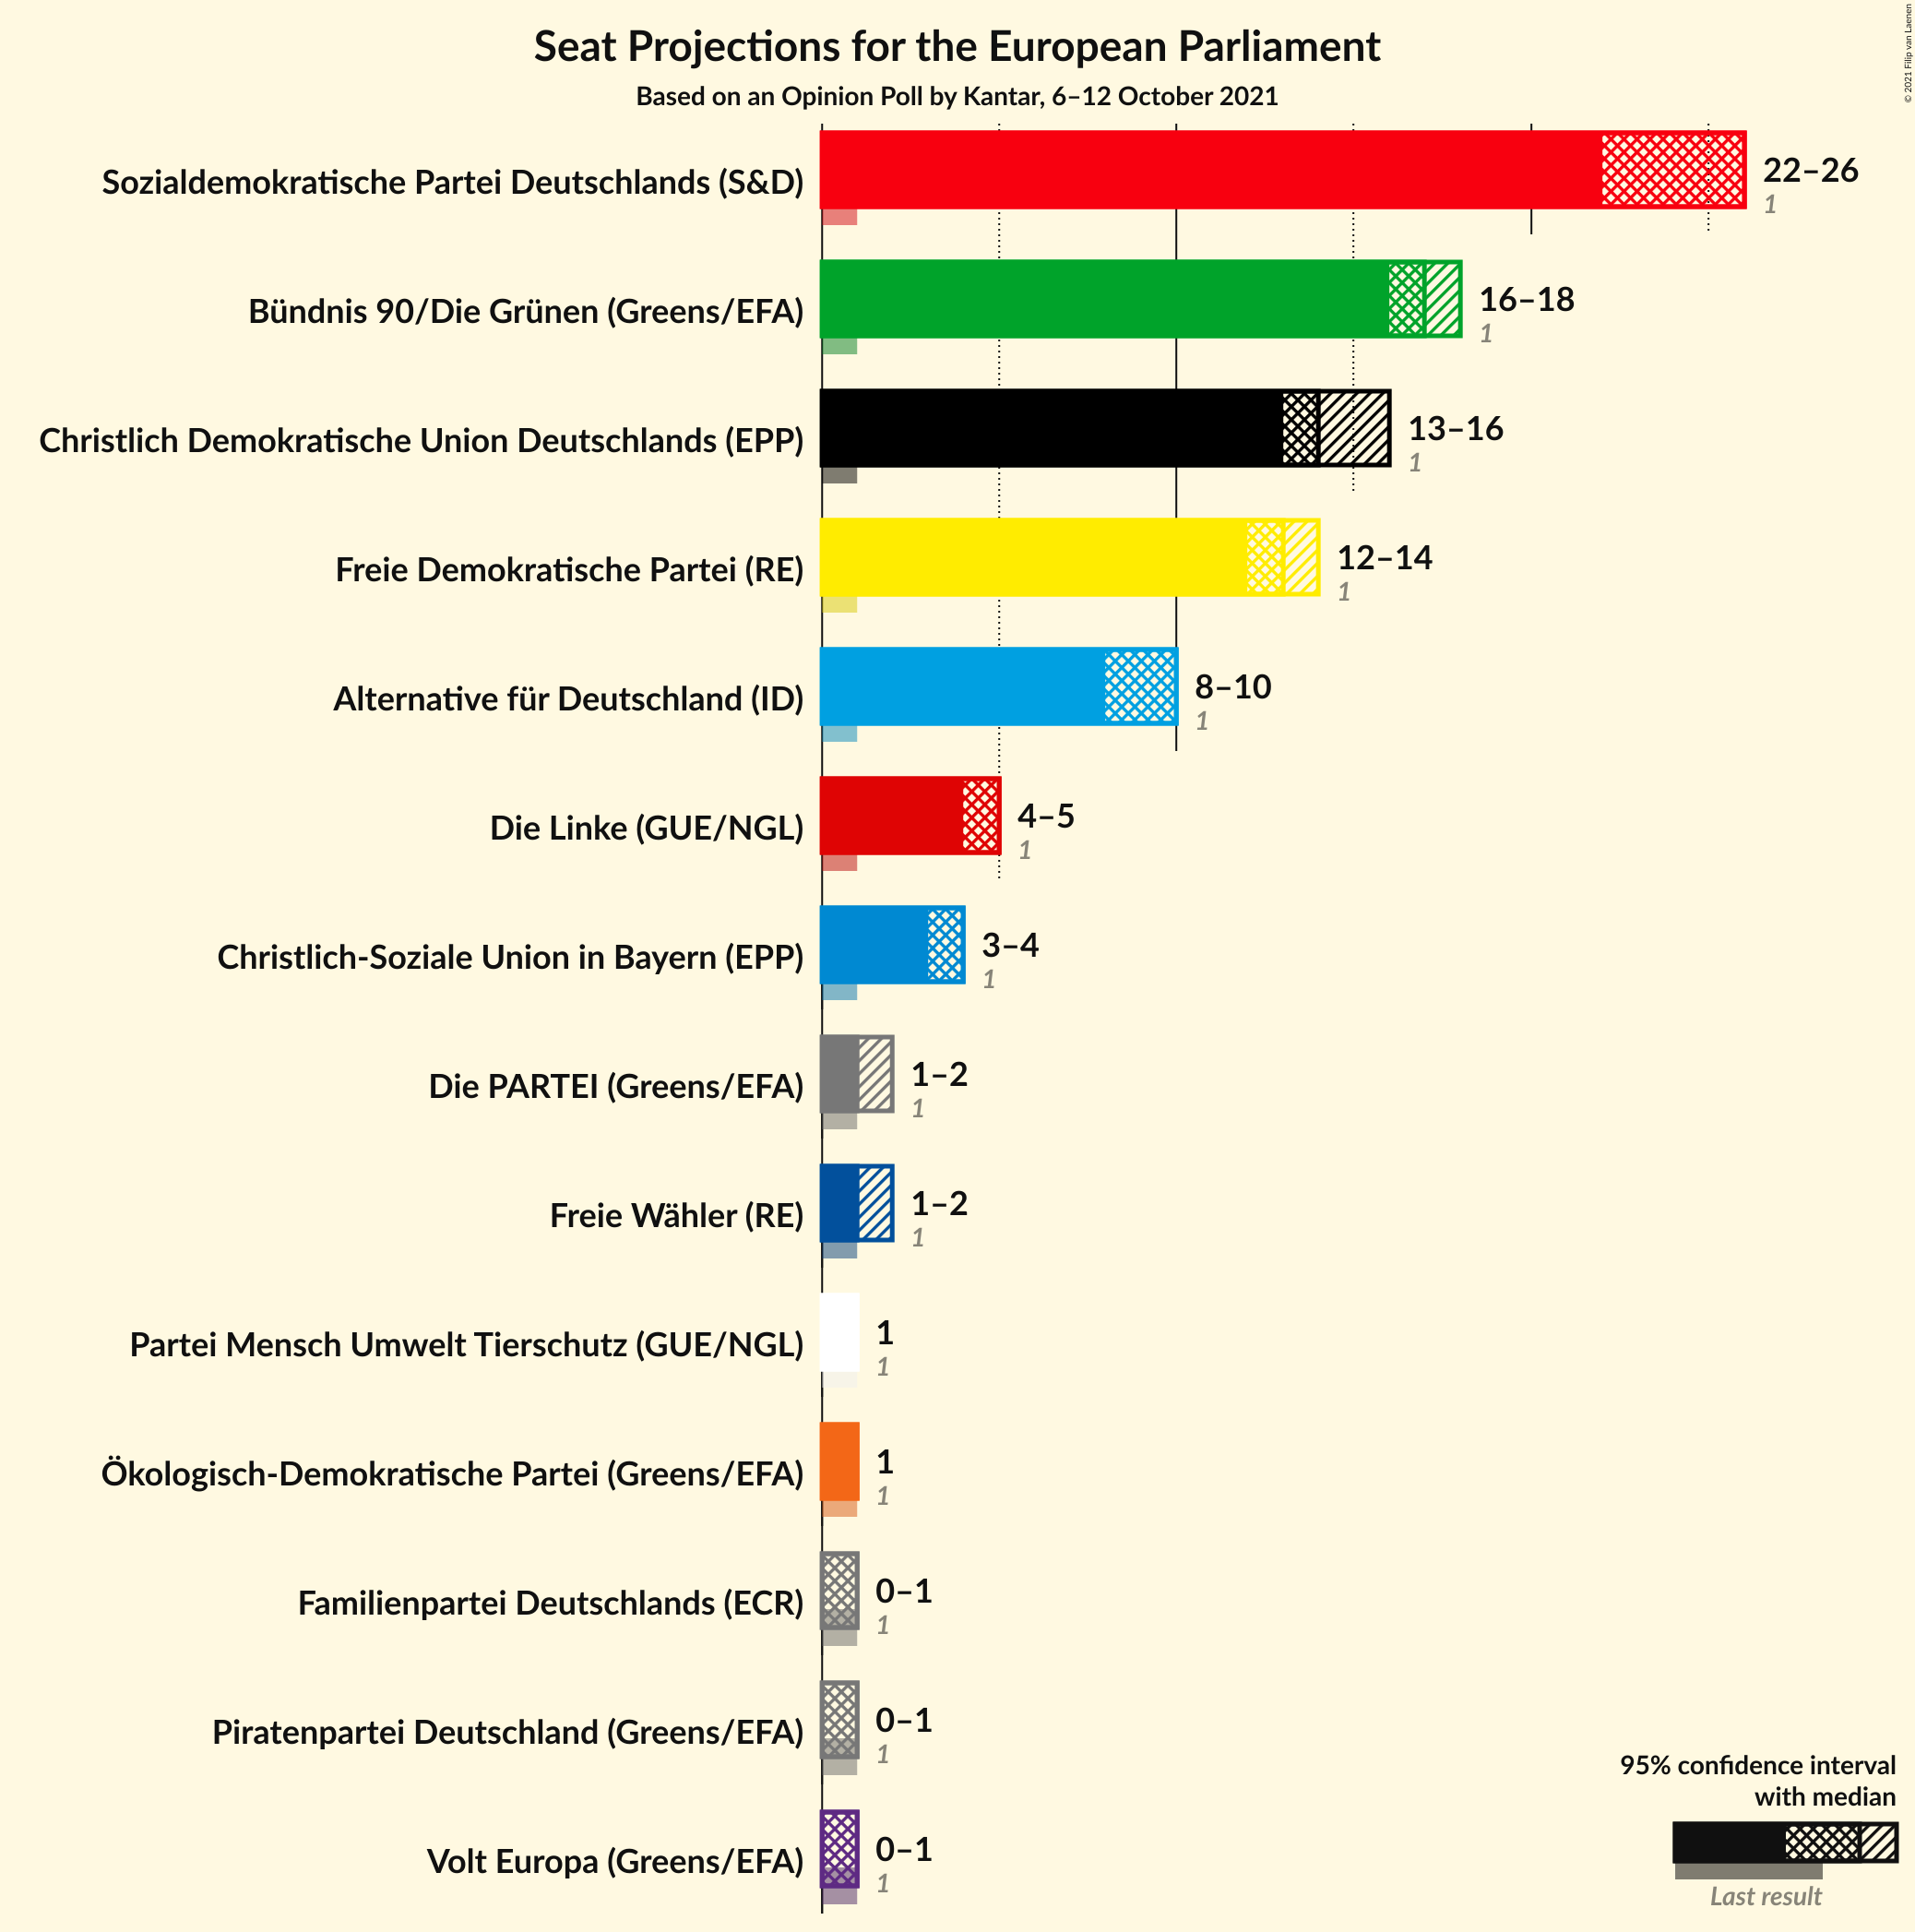 Seat Projections for the European Parliament
Based on an Opinion Poll by Kantar, 6–12 October 2021
© 2021 Filip van Laenen
Sozialdemokratische Partei Deutschlands (S&D)
22–26
1
Bündnis 90/Die Grünen (Greens/EFA)
16–18
1
Christlich Demokratische Union Deutschlands (EPP)
13–16
1
Freie Demokratische Partei (RE)
12–14
1
Alternative für Deutschland (ID)
8–10
1
Die Linke (GUE/NGL)
4–5
1
Christlich-Soziale Union in Bayern (EPP)
3–4
1
Die PARTEI (Greens/EFA)
1–2
1
Freie Wähler (RE)
1–2
1
Partei Mensch Umwelt Tierschutz (GUE/NGL)
1
1
Ökologisch-Demokratische Partei (Greens/EFA)
1
1
Familienpartei Deutschlands (ECR)
0–1
1
Piratenpartei Deutschland (Greens/EFA)
0–1
1
Volt Europa (Greens/EFA)
0–1
1
95% confidence interval
with median
Last result